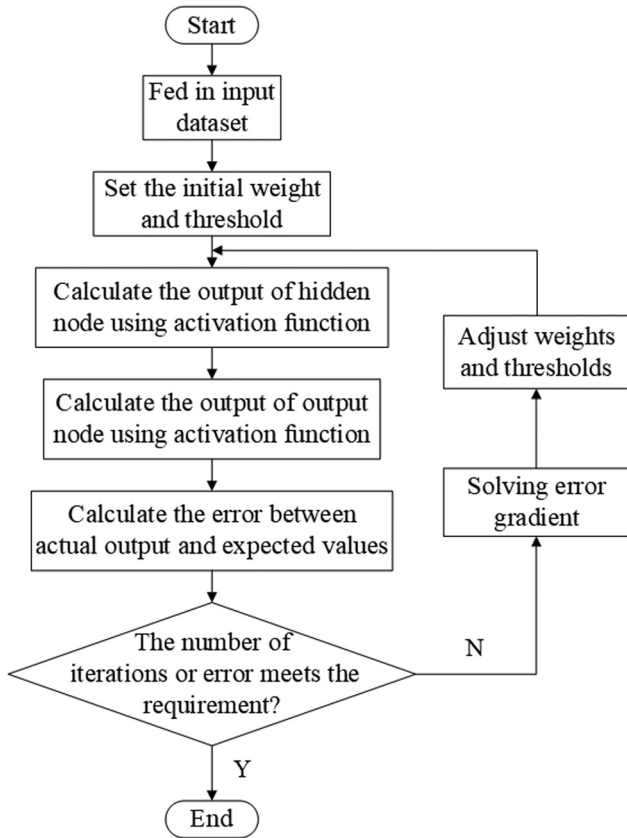 Start
Fed in input
dataset
Set the initial weight
and threshold
Calculate the output of hidden
node using activation function
Calculate the output of output
node using activation function
Calculate the error between
actual output and expected values
The number of
iterations or error meets the
requirement?
Y
End
N
Solving error
gradient
Adjust weights
and thresholds